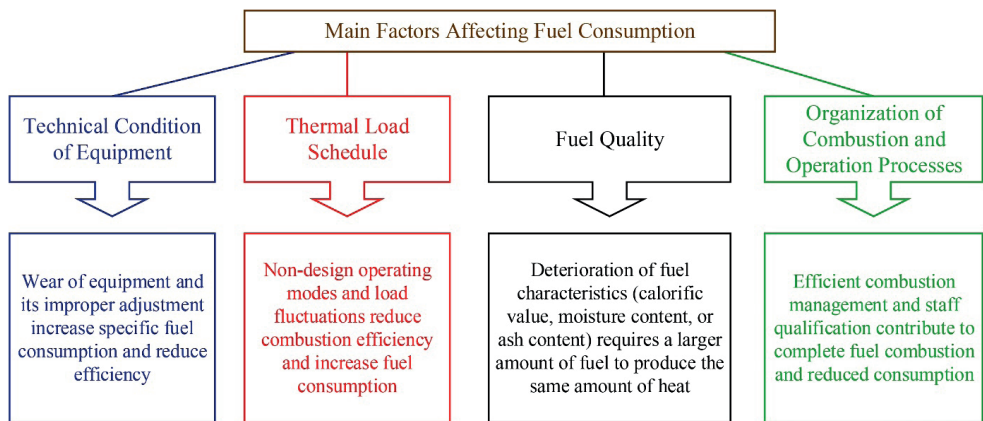 Main Factors Affecting Fuel Consumption
Technical Condition
of Equipment
Thermal Load
Schedule
Fuel Quality
Organization of
Combustion and
Operation Processes
Wear of equipment and
its improper adjustment
increase specific fuel
consumption and reduce
efficiency
Non-design operating
modes and load
fluctuations reduce
combustion efficiency
and increase fuel
consumption
Deterioration of fuel
characteristics (calorific
value, moisture content, or
ash content) requires a larger
amount of fuel to produce the
same amount of heat
Efficient combustion
management and staff
qualification contribute to
complete fuel combustion
and reduced consumption